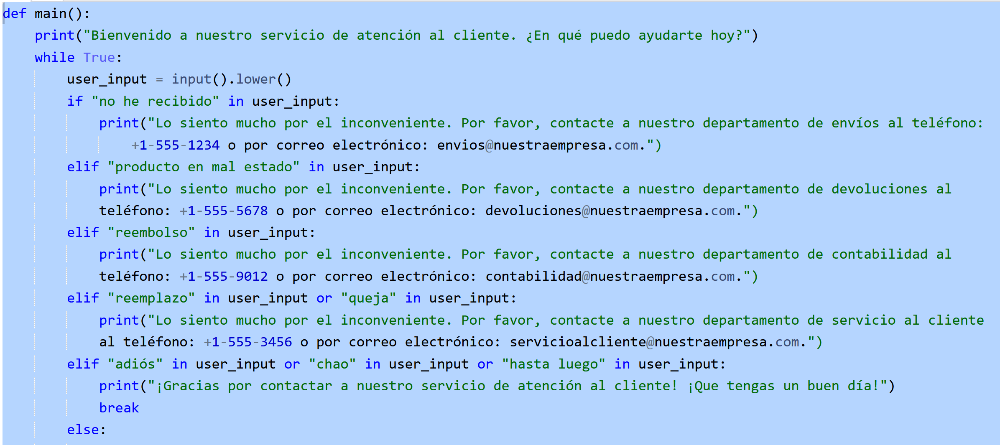 def main():
    print("Bienvenido a nuestro servicio de atención al cliente. ¿En qué puedo ayudarte hoy?")
    while True:
        user_input = input().lower()
        if "no he recibido" in user_input:
            print("Lo siento mucho por el inconveniente. Por favor, contacte a nuestro departamento de envíos al teléfono:
                +1-555-1234 o por correo electrónico: envios@nuestraempresa.com.")
        elif "producto en mal estado" in user_input:
            print("Lo siento mucho por el inconveniente. Por favor, contacte a nuestro departamento de devoluciones al
            teléfono: +1-555-5678 o por correo electrónico: devoluciones@nuestraempresa.com.")
        elif "reembolso" in user_input:
            print("Lo siento mucho por el inconveniente. Por favor, contacte a nuestro departamento de contabilidad al
            teléfono: +1-555-9012 o por correo electrónico: contabilidad@nuestraempresa.com.")
        elif "reemplazo" in user_input or "queja" in user_input:
            print("Lo siento mucho por el inconveniente. Por favor, contacte a nuestro departamento de servicio al cliente
            al teléfono: +1-555-3456 o por correo electrónico: servicioalcliente@nuestraempresa.com.")
        elif "adiós" in user_input or "chao" in user_input or "hasta luego" in user_input:
            print("¡Gracias por contactar a nuestro servicio de atención al cliente! ¡Que tengas un buen día!")
            break
        else: